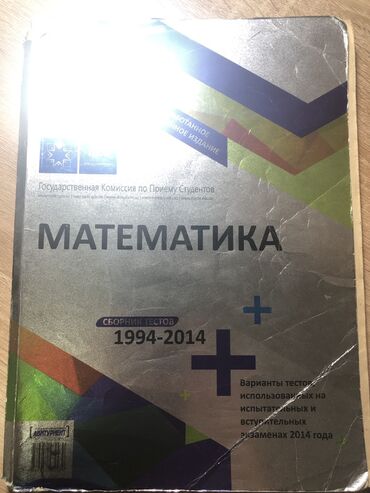 Государственная Комиссия по Приему Студентов
МАТЕМАТИКА
СБОРНИК ТЕСТОВ
1994-2014
Варианты тестов,
использованных на
испытательных и
вступительных
экзаменах 2014 года
АБИТУРИЕНТ
ИЗДАНИЕ